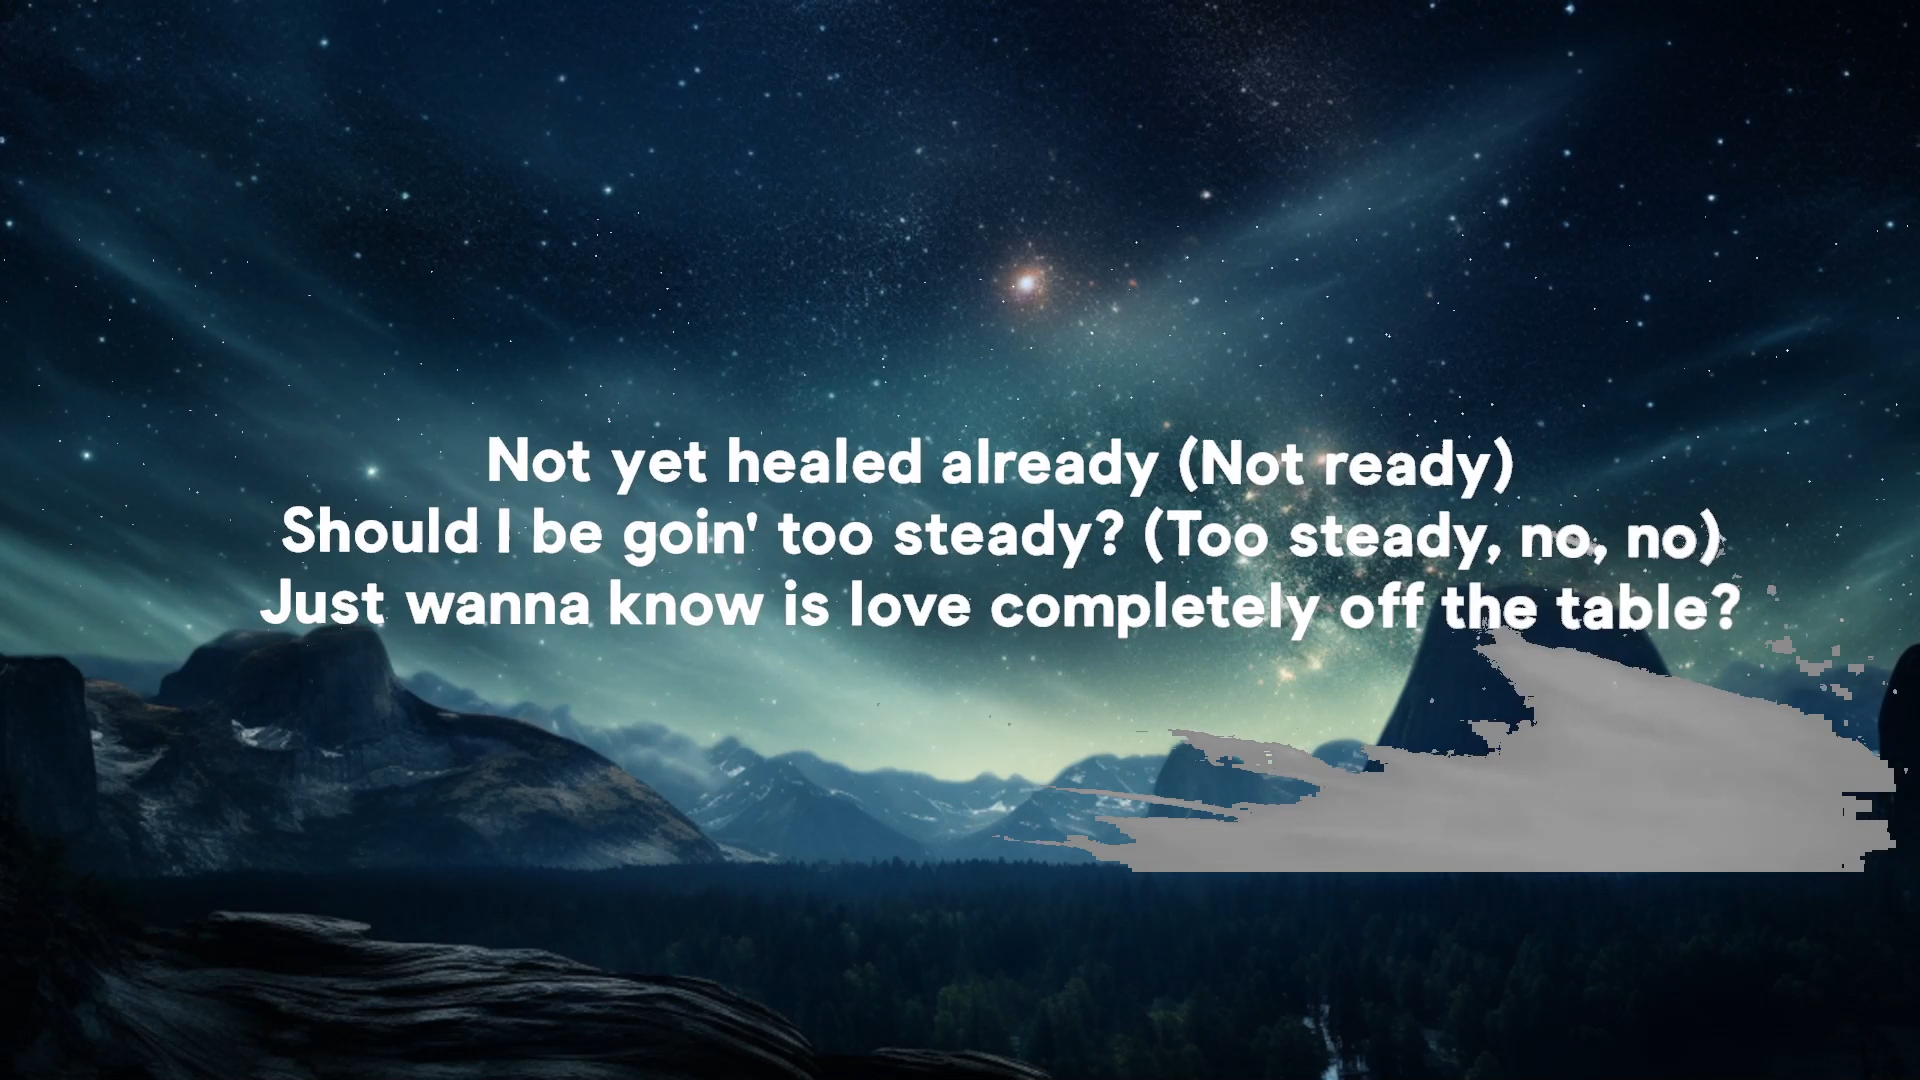 Not yet healed already (Not ready)
Should I be goin' too steady? (Too steady, no, no)
Just wanna know is love completely off the table?